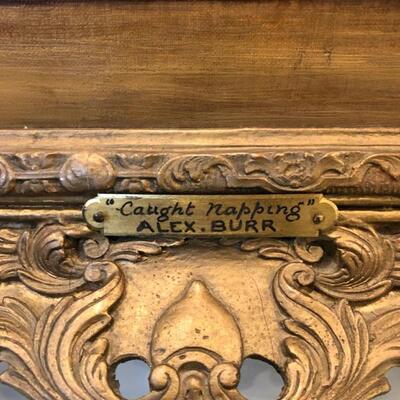 "Caught Napping"
ALEX. BURR